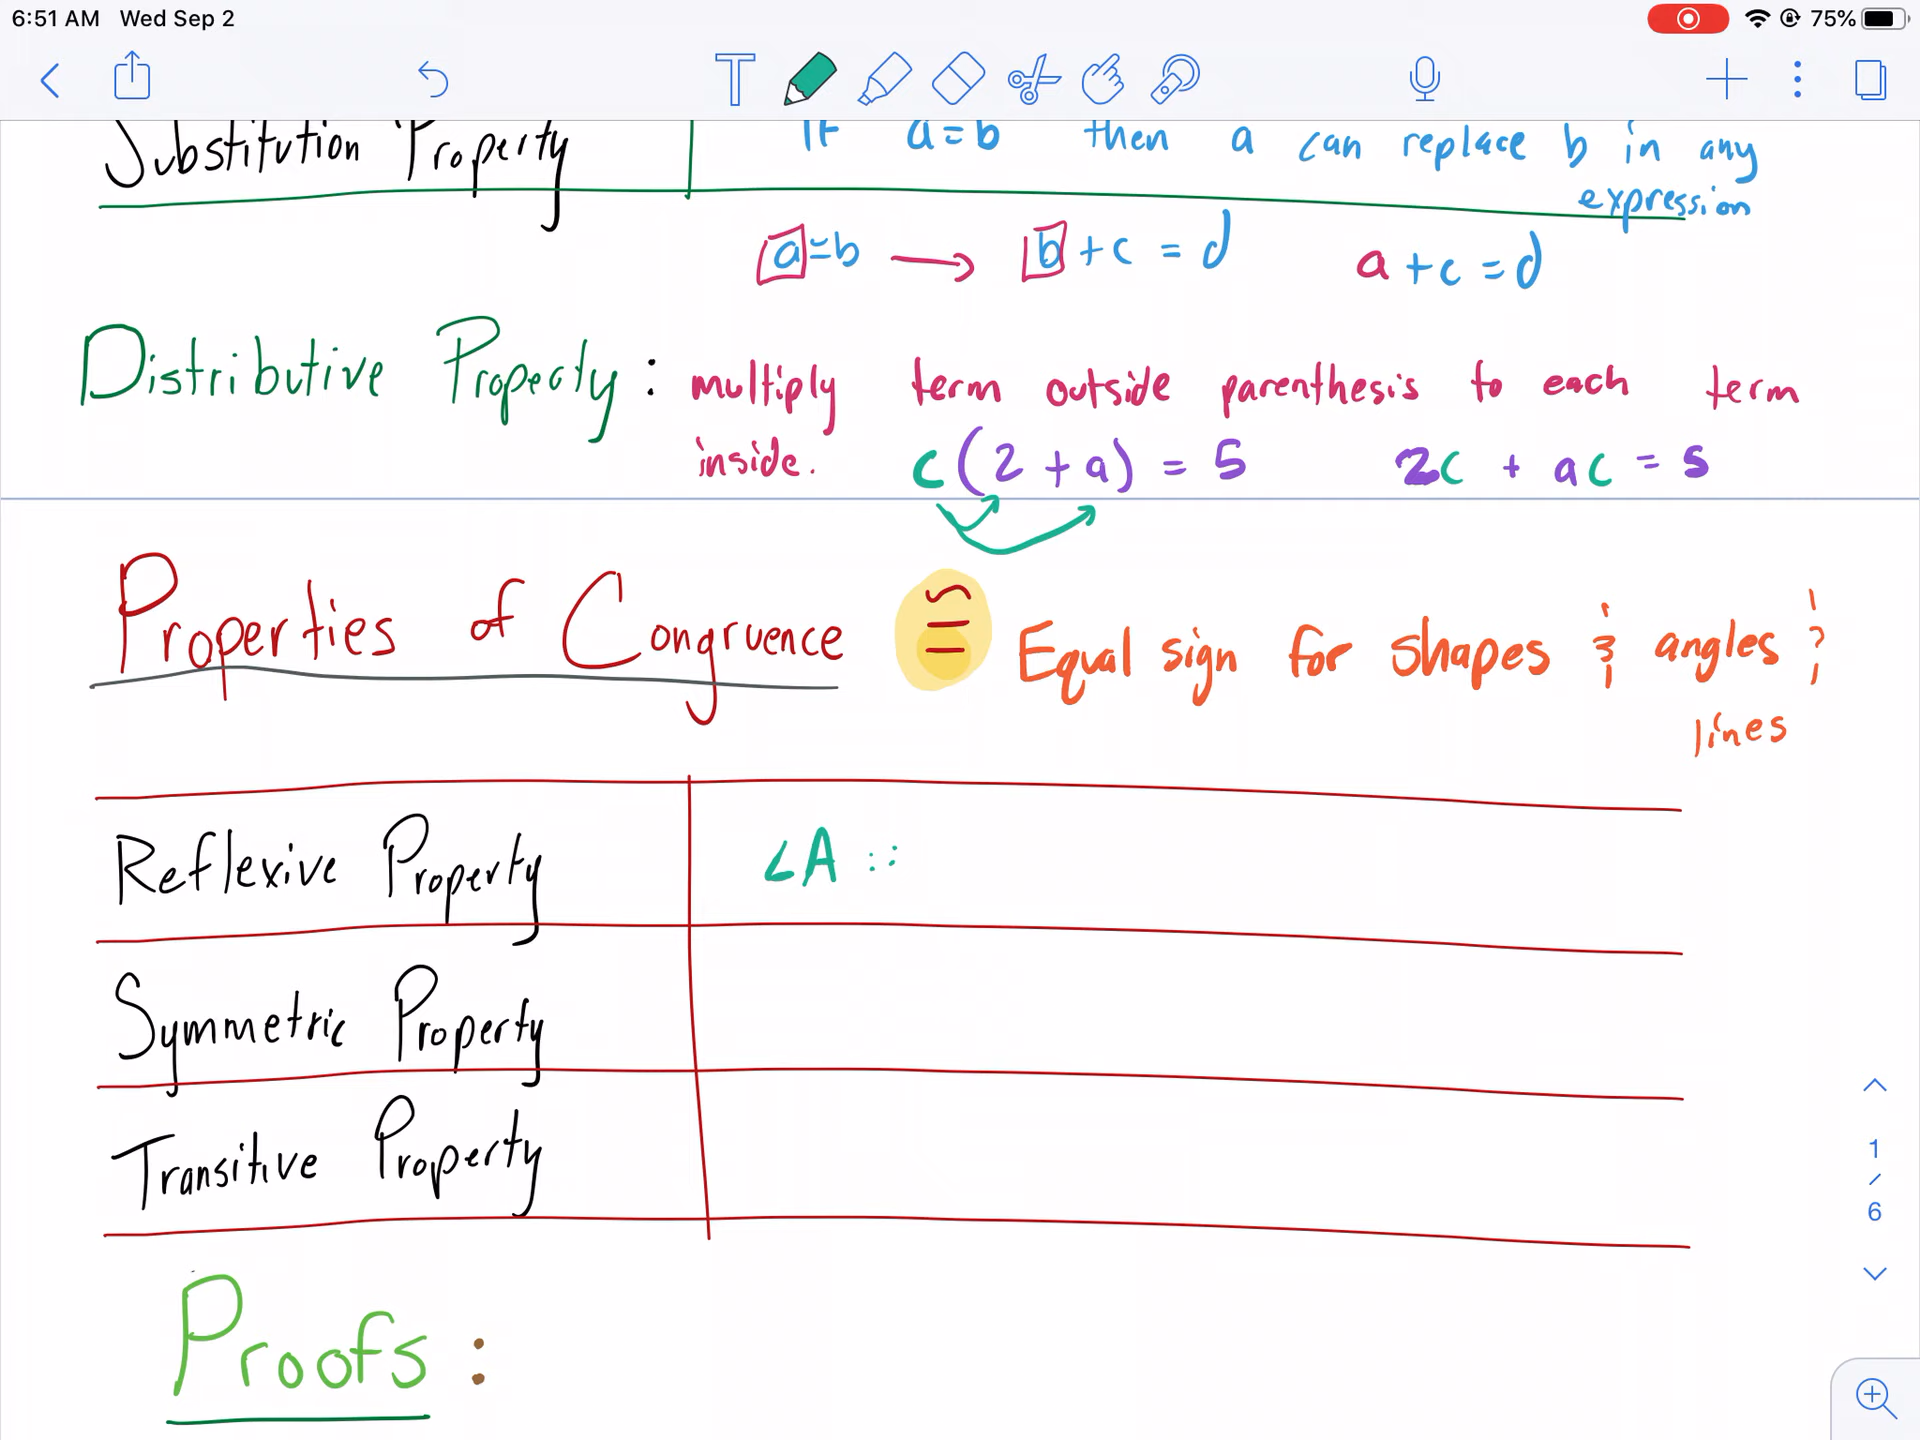 6:51 AM Wed Sep 2 75%
T
Substitution Property If a=b then a can replace b in any
expression
a=b → b+c=d a+c=d
Distributive Property: multiply term outside parenthesis to each term
inside. c(2+a)=5 2c + ac = 5
Properties of Congruence ≅ Equal sign for shapes & angles &
lines
Reflexive Property ∠A
Symmetric Property
Transitive Property
1
/
6
Proofs: